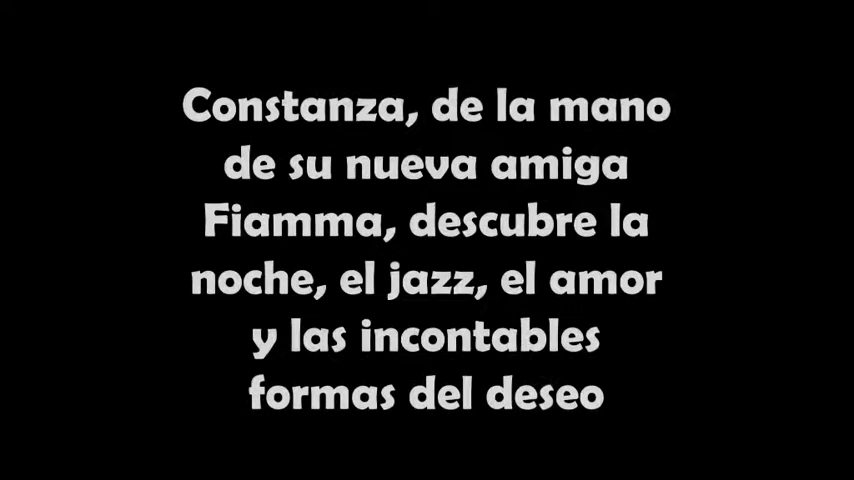 Constanza, de la mano
de su nueva amiga
Fiamma, descubre la
noche, el jazz, el amor
y las incontables
formas del deseo